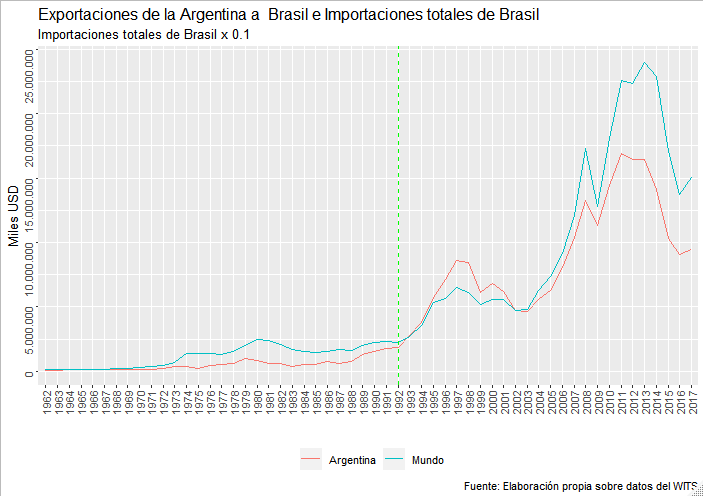 Exportaciones de la Argentina a  Brasil e Importaciones totales de Brasil
Importaciones totales de Brasil x 0.1
Miles USD
25.000.000
20.000.000
15.000.000
10.000.000
5.000.000
0
1962 1963 1964 1965 1966 1967 1968 1969 1970 1971 1972 1973 1974 1975 1976 1977 1978 1979 1980 1981 1982 1983 1984 1985 1986 1987 1988 1989 1990 1991 1992 1993 1994 1995 1996 1997 1998 1999 2000 2001 2002 2003 2004 2005 2006 2007 2008 2009 2010 2011 2012 2013 2014 2015 2016 2017
Argentina Mundo
Fuente: Elaboración propia sobre datos del WITS